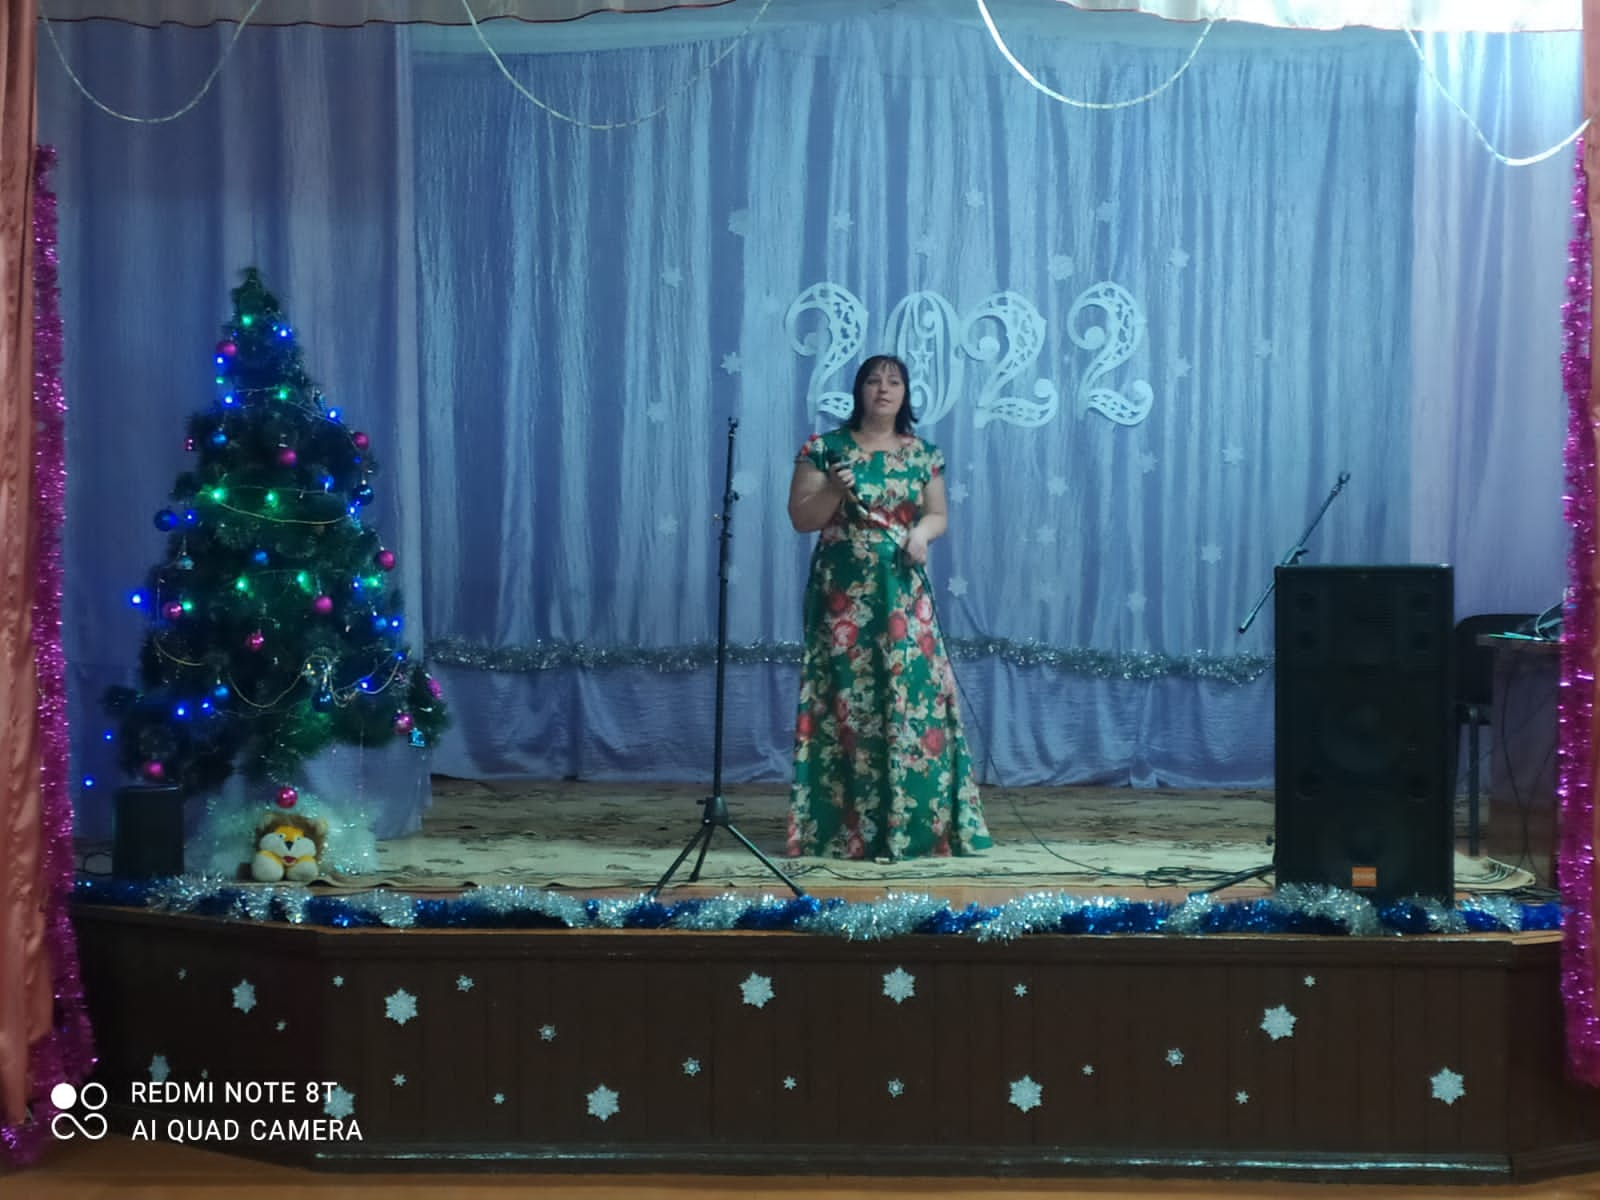 2022
REDMI NOTE 8T
AI QUAD CAMERA